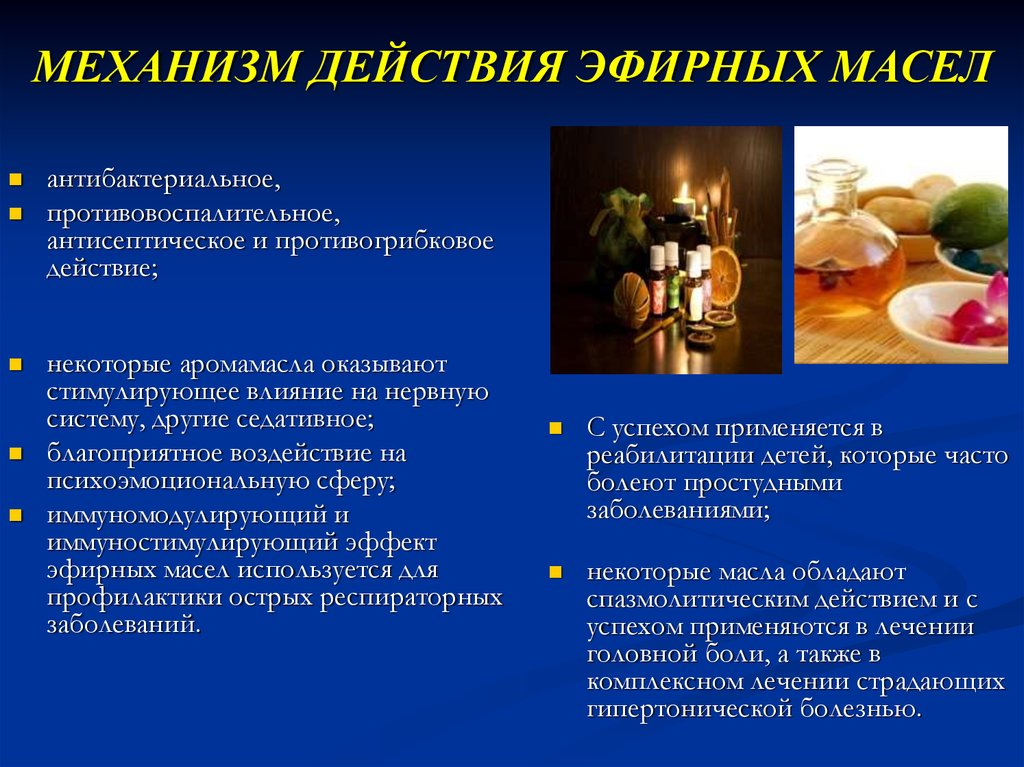 МЕХАНИЗМ ДЕЙСТВИЯ ЭФИРНЫХ МАСЕЛ
антибактериальное,
противовоспалительное,
антисептическое и противогрибковое
действие;
некоторые аромамасла оказывают
стимулирующее влияние на нервную
систему, другие седативное;
благоприятное воздействие на
психоэмоциональную сферу;
иммуномодулирующий и
иммуностимулирующий эффект
эфирных масел используется для
профилактики острых респираторных
заболеваний.
С успехом применяется в
реабилитации детей, которые часто
болеют простудными
заболеваниями;
некоторые масла обладают
спазмолитическим действием и с
успехом применяются в лечении
головной боли, а также в
комплексном лечении страдающих
гипертонической болезнью.